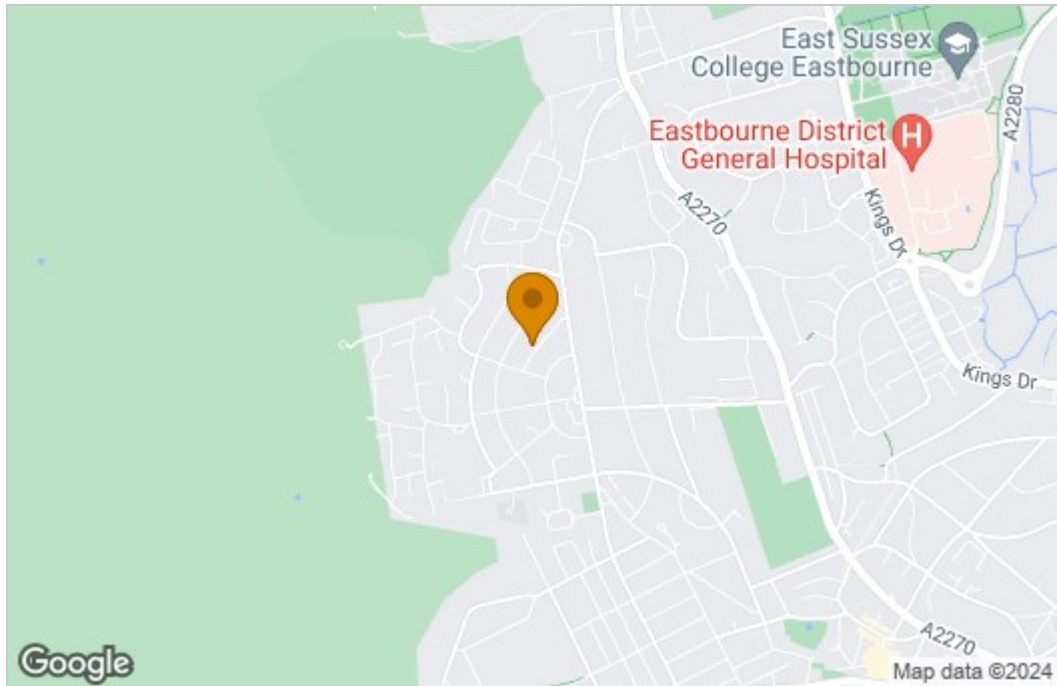 East Sussex
College Eastbourne
A2280
Eastbourne District
General Hospital
H
A2270
Kings Dr
Kings Dr
A2270
Google
Map data ©2024